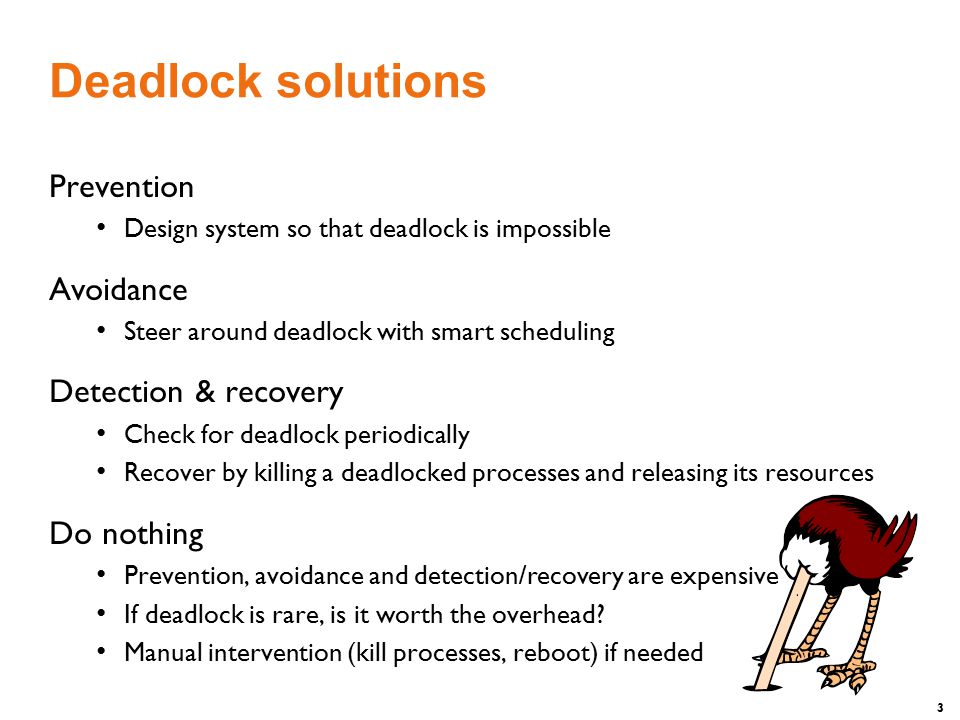 Deadlock solutions
Prevention
• Design system so that deadlock is impossible
Avoidance
• Steer around deadlock with smart scheduling
Detection & recovery
• Check for deadlock periodically
• Recover by killing a deadlocked processes and releasing its resources
Do nothing
• Prevention, avoidance and detection/recovery are expensive
• If deadlock is rare, is it worth the overhead?
• Manual intervention (kill processes, reboot) if needed
3